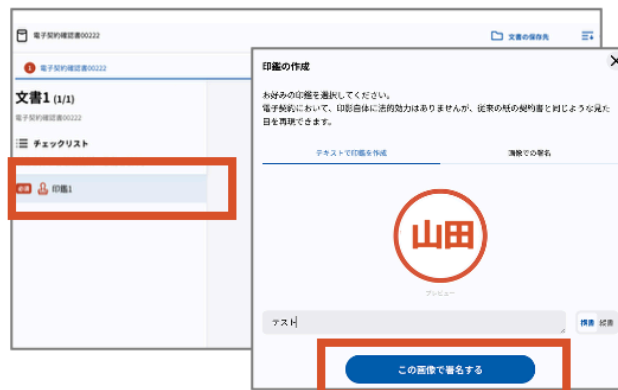 電子契約確認書00222
文書の保存先
1 電子契約確認書00222
文書1 (1/1)
電子契約確認書00222
チェックリスト
必須 印鑑1
印鑑の作成
お好みの印鑑を選択してください。
電子契約において、印影自体に法的効力はありませんが、従来の紙の契約書と同じような見た
目を再現できます。
テキストで印鑑を作成
画像での署名
山田
プレビュー
テスト
横書 縦書
この画像で署名する